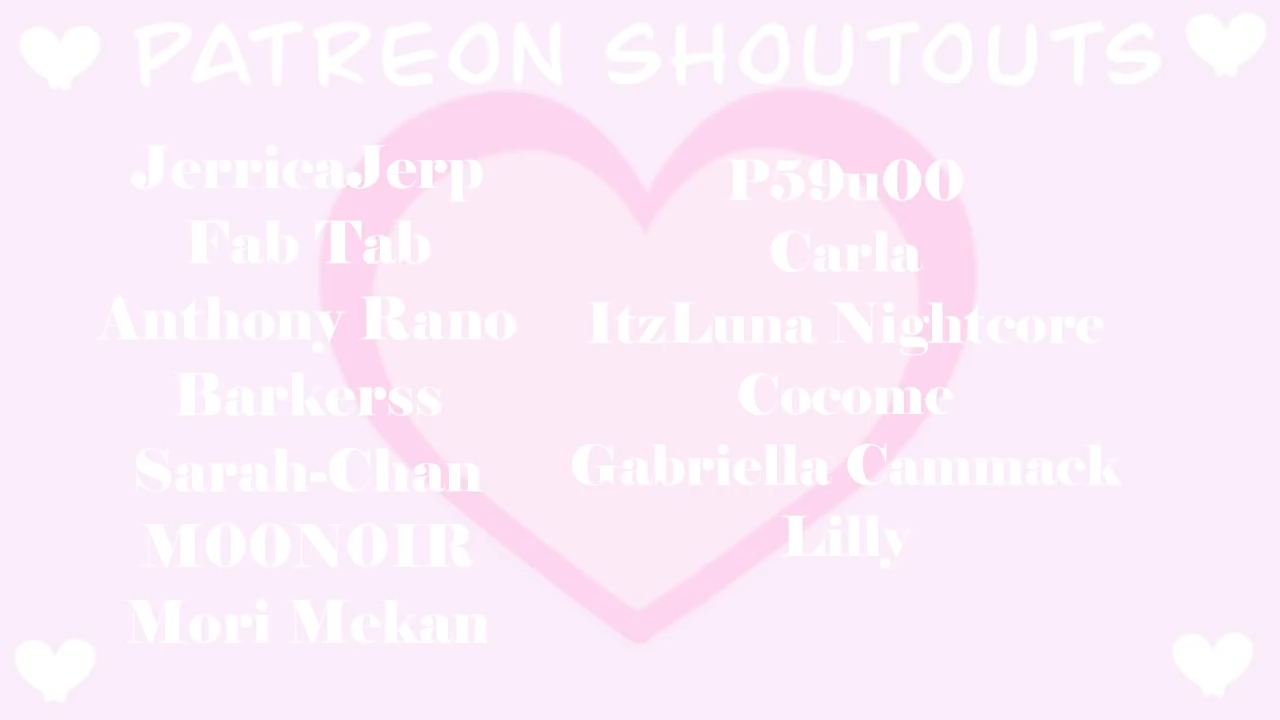 PATREON SHOUTOUTS
JerricaJerp
Fab Tab
Anthony Rano
Barkerss
Sarah-Chan
MOONOIR
Mori Mekan
P59u00
Carla
ItzLuna Nightcore
Cocome
Gabriella Cammack
Lilly